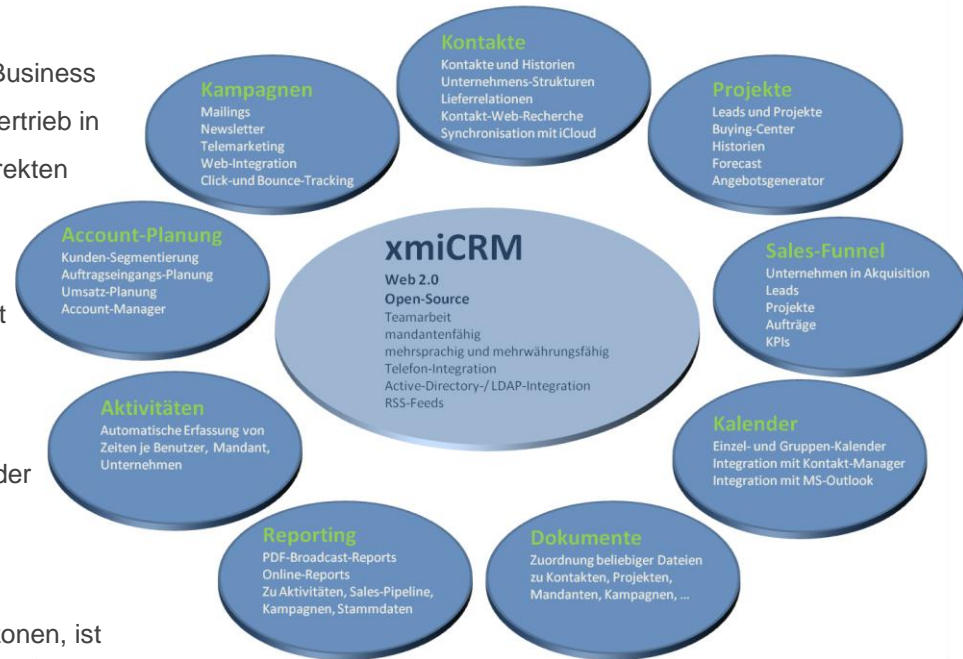 Business
ertrieb in
rekten
t
der
tonen, ist
Kontakte
Kontakte und Historien
Unternehmens-Strukturen
Lieferrelationen
Kontakt-Web-Recherche
Synchronisation mit iCloud
Kampagnen
Mailings
Newsletter
Telemarketing
Web-Integration
Click-und Bounce-Tracking
Projekte
Leads und Projekte
Buying-Center
Historien
Forecast
Angebotsgenerator
Account-Planung
Kunden-Segmentierung
Auftragseingangs-Planung
Umsatz-Planung
Account-Manager
xmiCRM
Web 2.0
Open-Source
Teamarbeit
mandantenfähig
mehrsprachig und mehrwährungsfähig
Telefon-Integration
Active-Directory-/ LDAP-Integration
RSS-Feeds
Sales-Funnel
Unternehmen in Akquisition
Leads
Projekte
Aufträge
KPIs
Aktivitäten
Automatische Erfassung von
Zeiten je Benutzer, Mandant,
Unternehmen
Kalender
Einzel- und Gruppen-Kalender
Integration mit Kontakt-Manager
Integration mit MS-Outlook
Reporting
PDF-Broadcast-Reports
Online-Reports
Zu Aktivitäten, Sales-Pipeline,
Kampagnen, Stammdaten
Dokumente
Zuordnung beliebiger Dateien
zu Kontakten, Projekten,
Mandanten, Kampagnen, ...